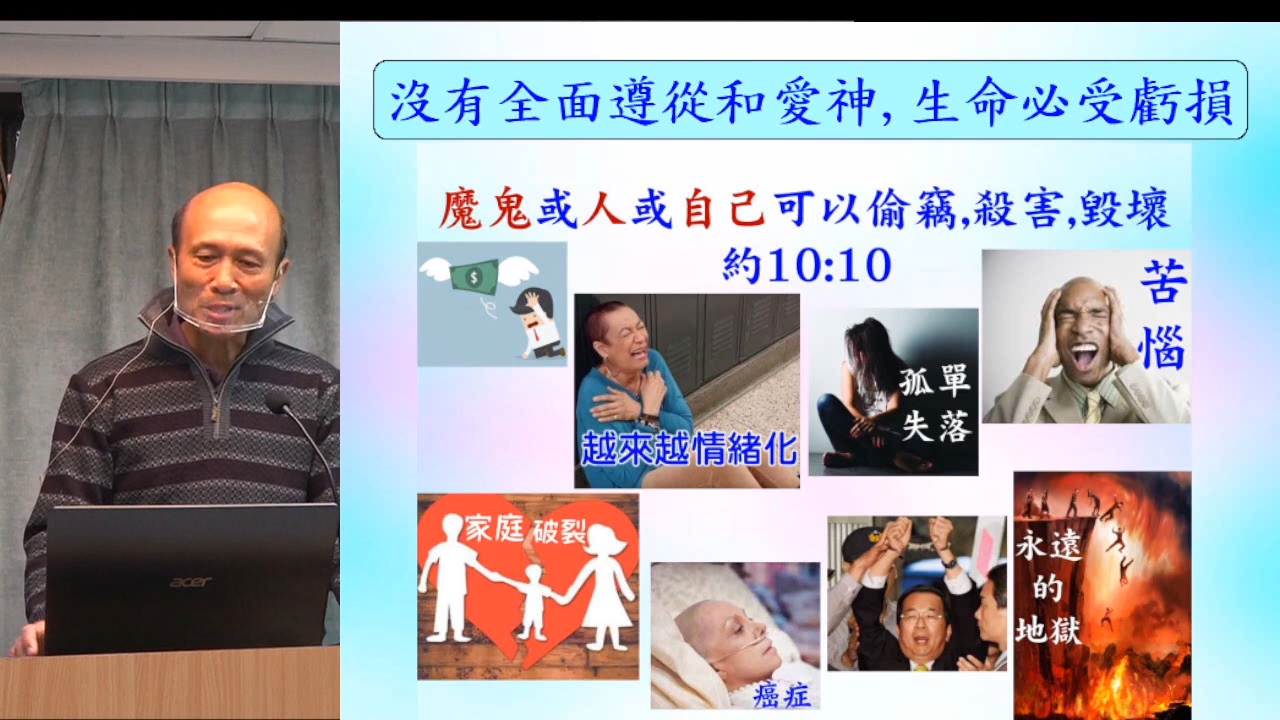 沒有全面遵從和愛神,生命必受虧損
魔鬼或人或自己可以偷竊,殺害,毀壞
約10:10
$
苦
惱
越來越情緒化
孤單
失落
家庭破裂
癌症
永遠
的
地獄
acer